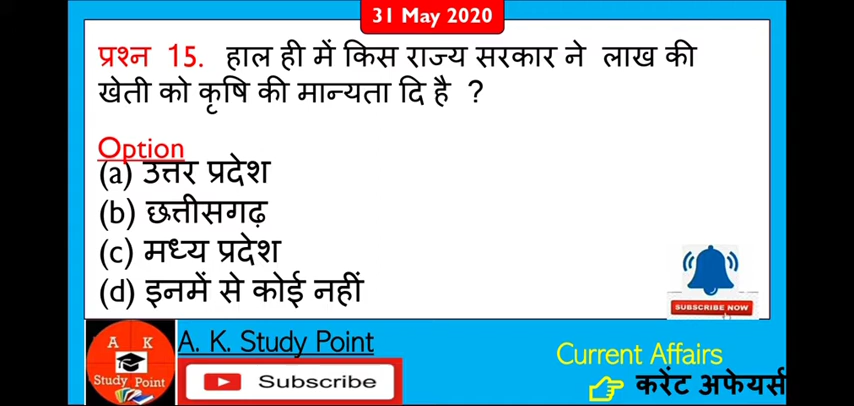 31 May 2020
प्रश्न 15. हाल ही में किस राज्य सरकार ने लाख की
खेती को कृषि की मान्यता दि है ?
Option
(a) उत्तर प्रदेश
(b) छत्तीसगढ़
(c) मध्य प्रदेश
(d) इनमें से कोई नहीं
SUBSCRIBE NOW
A K
Study Point
A. K. Study Point
Subscribe
Current Affairs
करेंट अफेयर्स